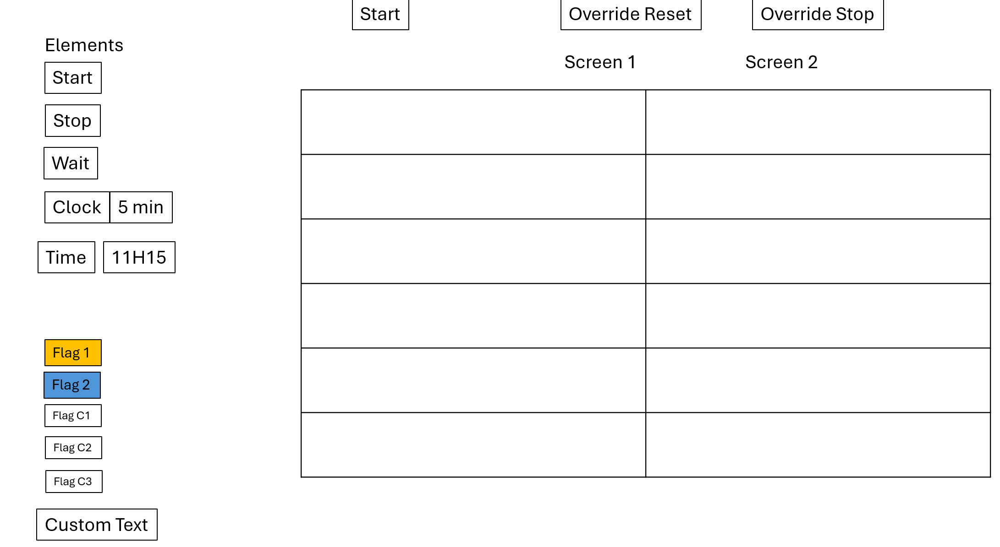 Start
Override Reset
Override Stop
Elements
Screen 1
Screen 2
Start
Stop
Wait
Clock 5 min
Time 11H15
Flag 1
Flag 2
Flag C1
Flag C2
Flag C3
Custom Text